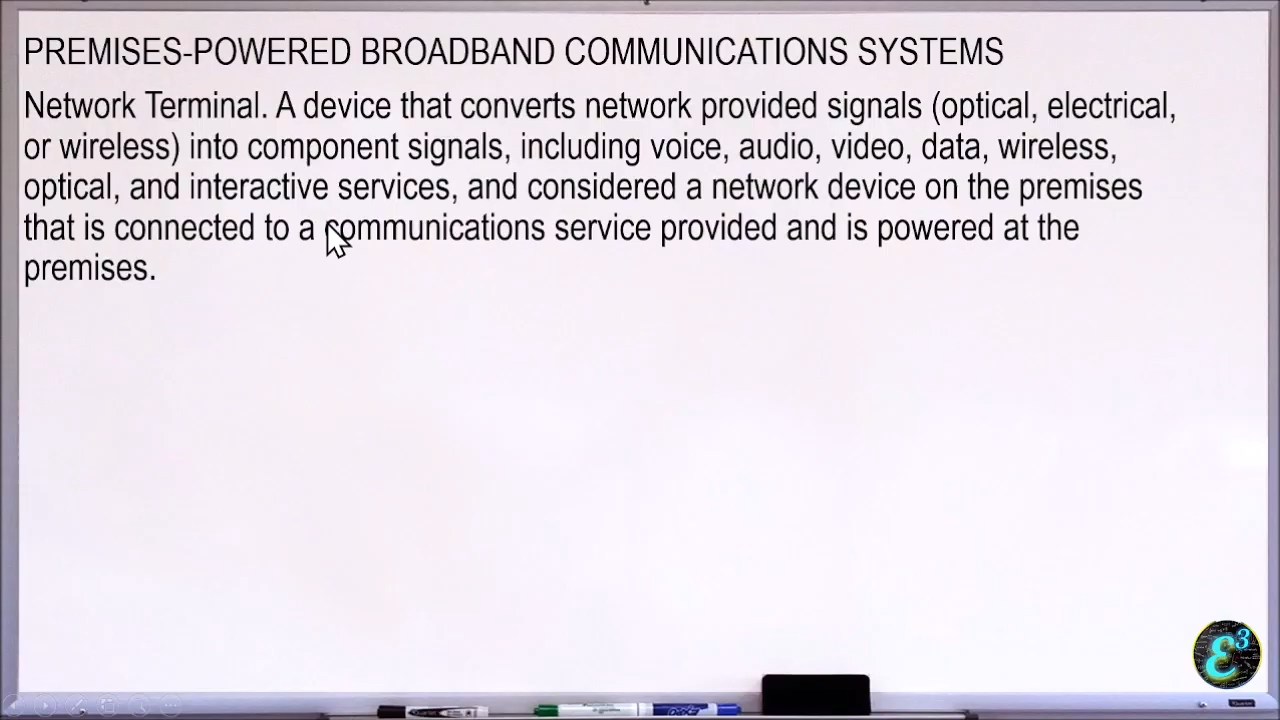 PREMISES-POWERED BROADBAND COMMUNICATIONS SYSTEMS
Network Terminal. A device that converts network provided signals (optical, electrical,
or wireless) into component signals, including voice, audio, video, data, wireless,
optical, and interactive services, and considered a network device on the premises
that is connected to a communications service provided and is powered at the
premises.
ε3